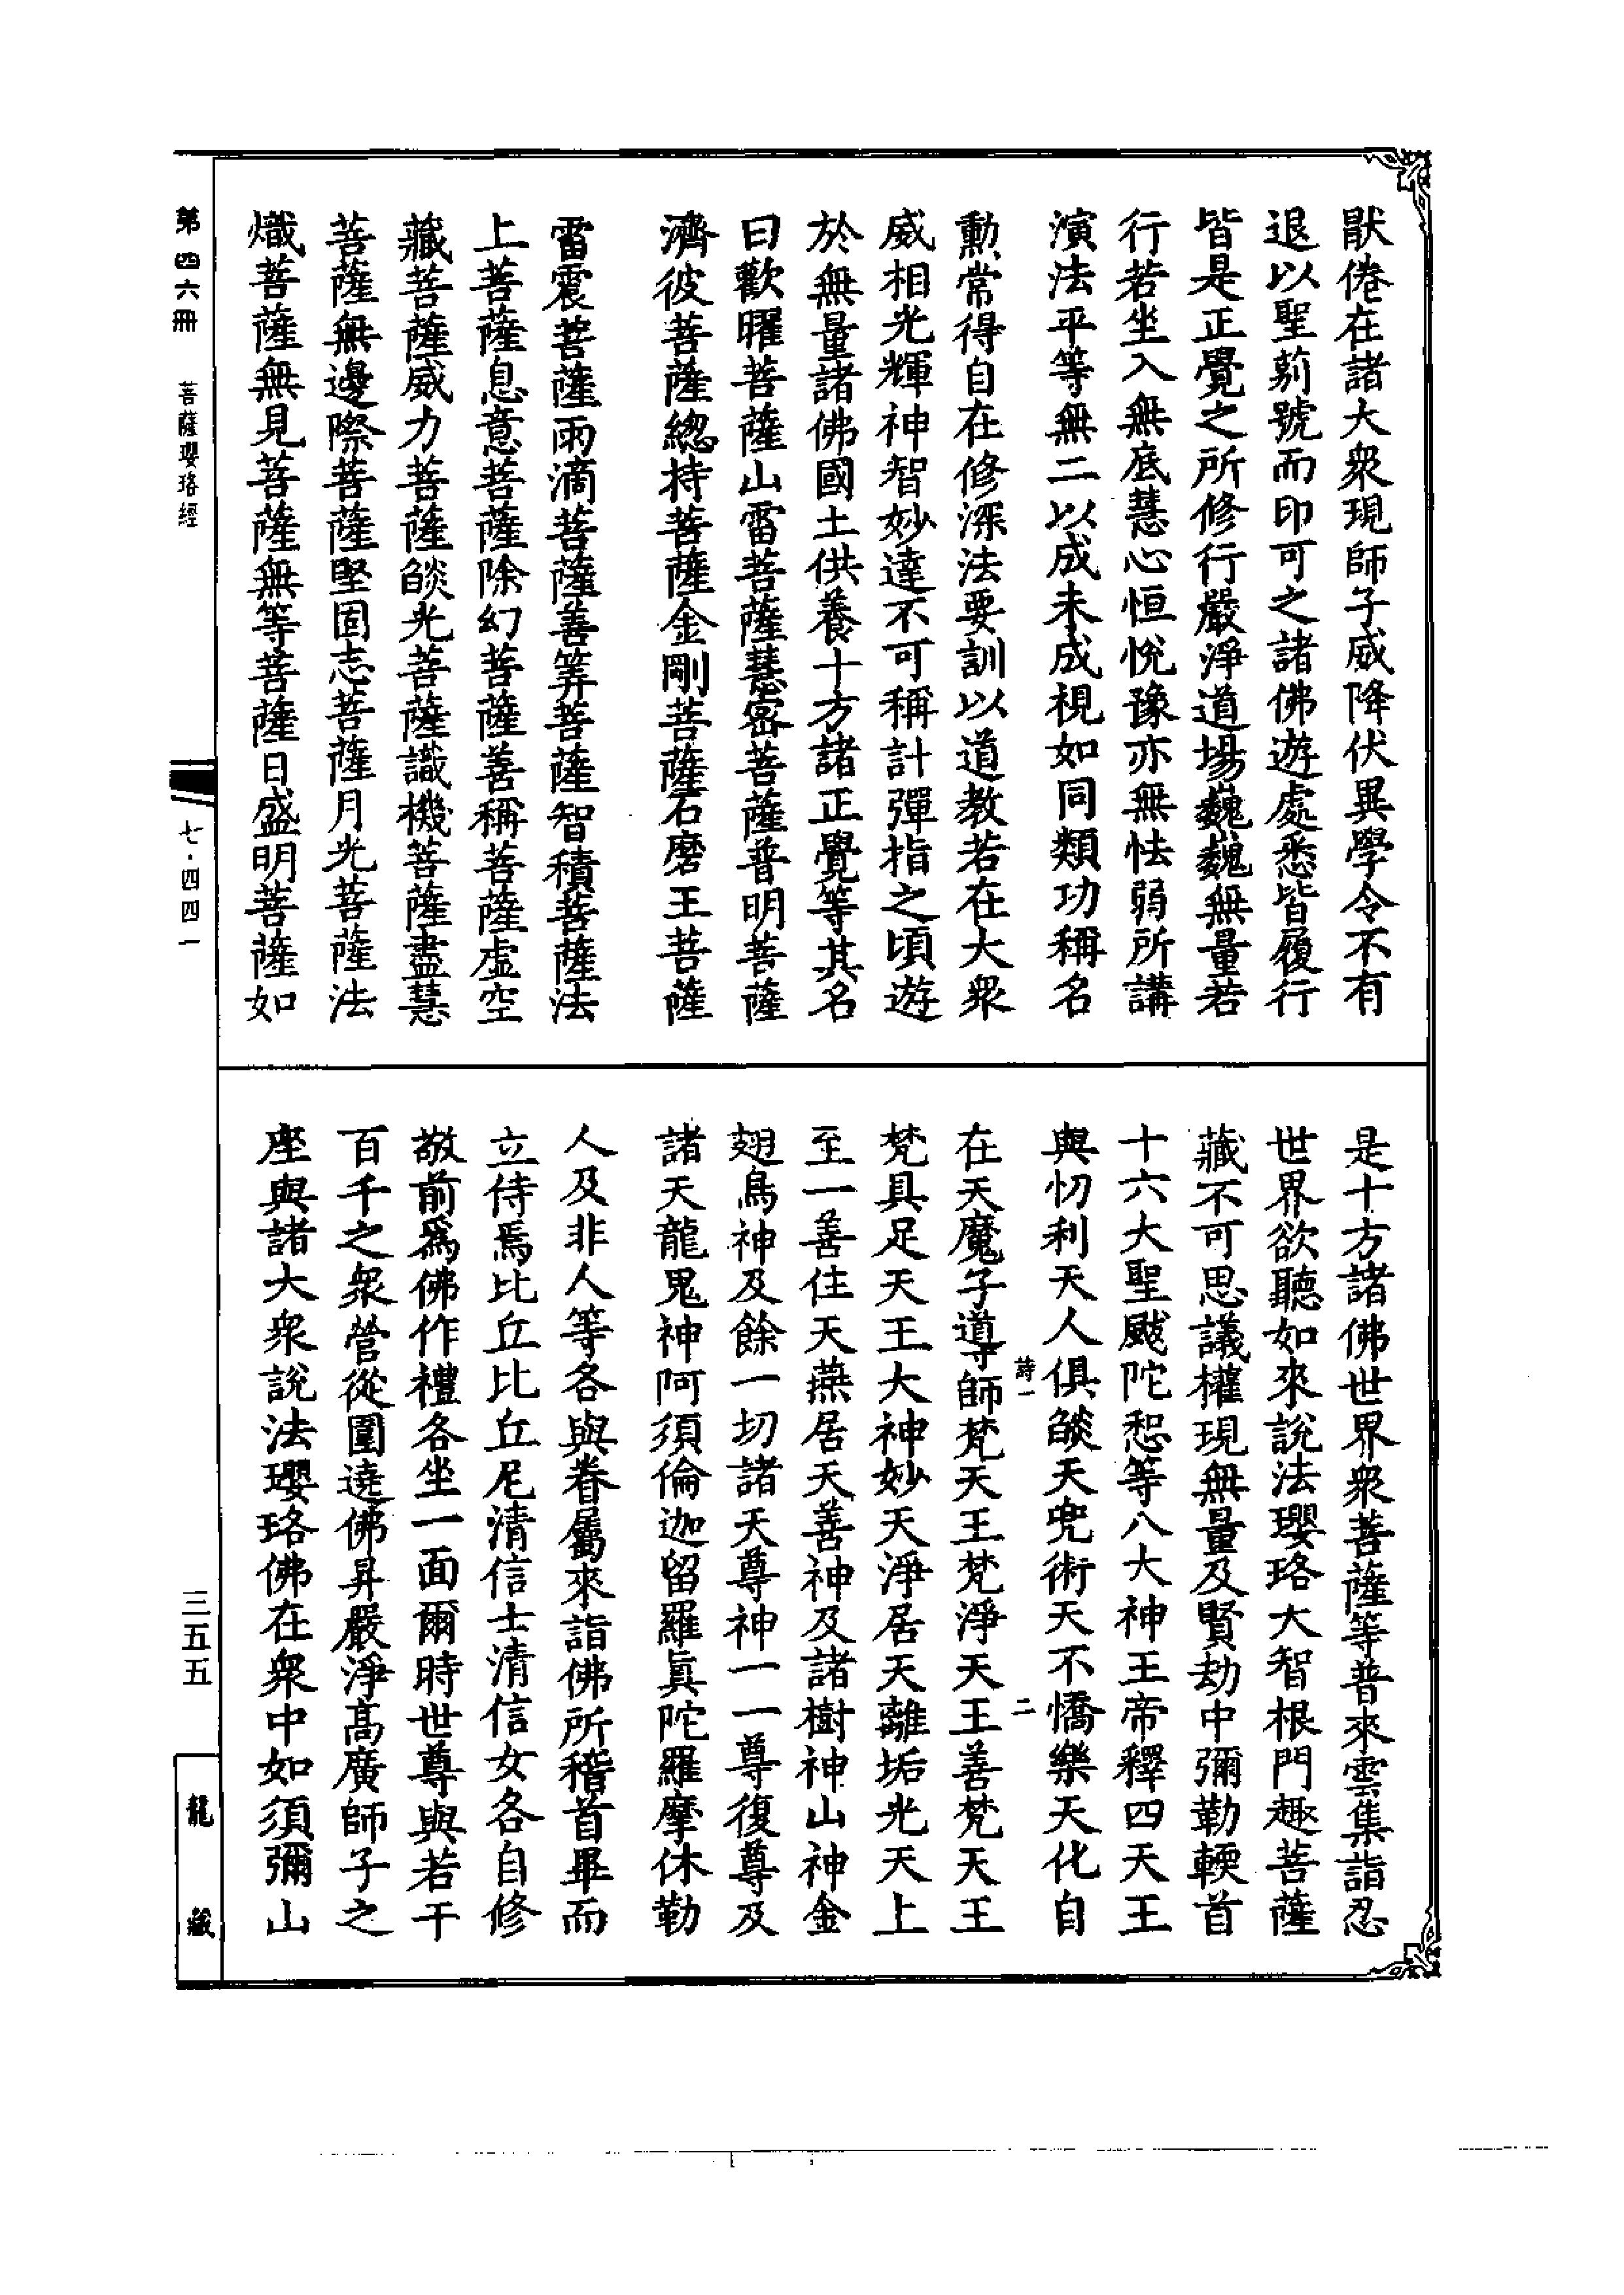 猒倦在諸大衆現師子威降伏異學令不有
退以聖莂號而印可之諸佛遊處悉皆履行
皆是正覺之所修行嚴淨道場巍巍無量若
行若坐入無底慧心恒悅豫亦無怯弱所講
演法平等無二以成未成視如同類功稱名
勲常得自在修深法要訓以道教若在大衆
威相光輝神智妙達不可稱計彈指之頃遊
於無量諸佛國土供養十方諸正覺等其名
曰歡曜菩薩山雷菩薩慧密菩薩普明菩薩
濟彼菩薩總持菩薩金剛菩薩石磨王菩薩
雷震菩薩雨滴菩薩善筭菩薩智積菩薩法
上菩薩息意菩薩除幻菩薩善稱菩薩虛空
藏菩薩威力菩薩燄光菩薩識機菩薩盡慧
菩薩無邊際菩薩堅固志菩薩月光菩薩法
熾菩薩無見菩薩無等菩薩日盛明菩薩如
是十方諸佛世界衆菩薩等普來雲集詣忍
世界欲聽如來說法瓔珞大智根門趣菩薩
藏不可思議權現無量及賢劫中彌勒輭首
十六大聖颰陀惒等八大神王帝釋四天王
與忉利天人俱燄天兜術天不憍樂天化自
蒔一
二
在天魔子導師梵天王梵淨天王善梵天王
梵具足天王大神妙天淨居天離垢光天上
至一善住天燕居天善神及諸樹神山神金
翅鳥神及餘一切諸天尊神一一尊復尊及
諸天龍鬼神阿須倫迦留羅眞陀羅摩休勒
人及非人等各與眷屬來詣佛所稽首畢而
立侍焉比丘比丘尼清信士清信女各自修
敬前爲佛作禮各坐一面爾時世尊與若干
百千之衆營從圍遶佛昇嚴淨高廣師子之
座與諸大衆說法瓔珞佛在衆中如須彌山
第四六冊
菩薩瓔珞經
七·四四一
三五五
龍藏